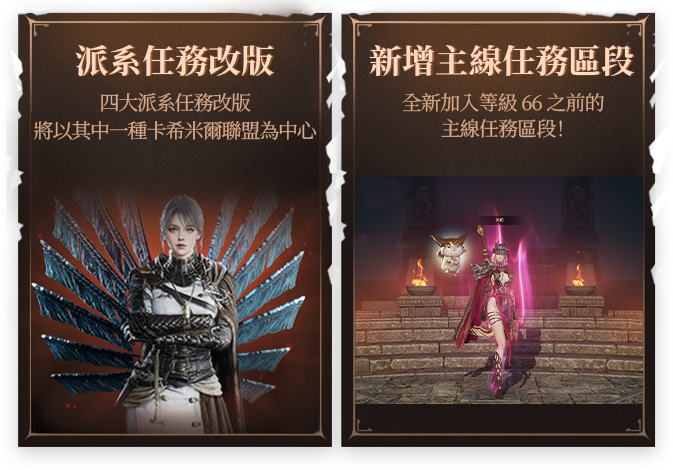 派系任務改版
四大派系任務改版
將以其中一種卡希米爾聯盟為中心
新增主線任務區段
全新加入等級 66 之前的
主線任務區段!